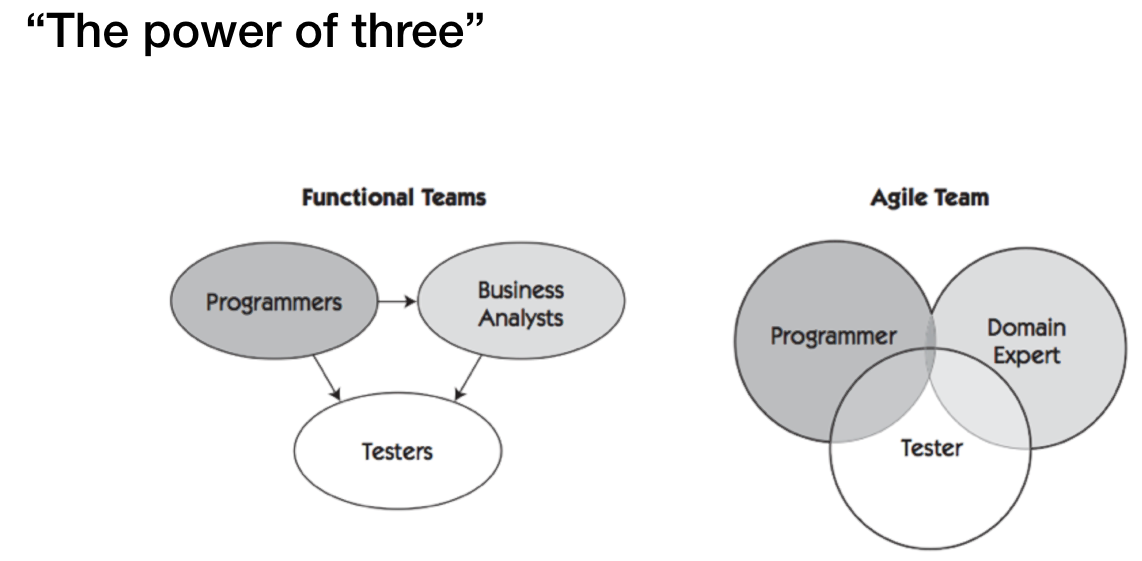 “The power of three”
Functional Teams
Agile Team
Programmers
Business
Analysts
Testers
Programmer
Domain
Expert
Tester